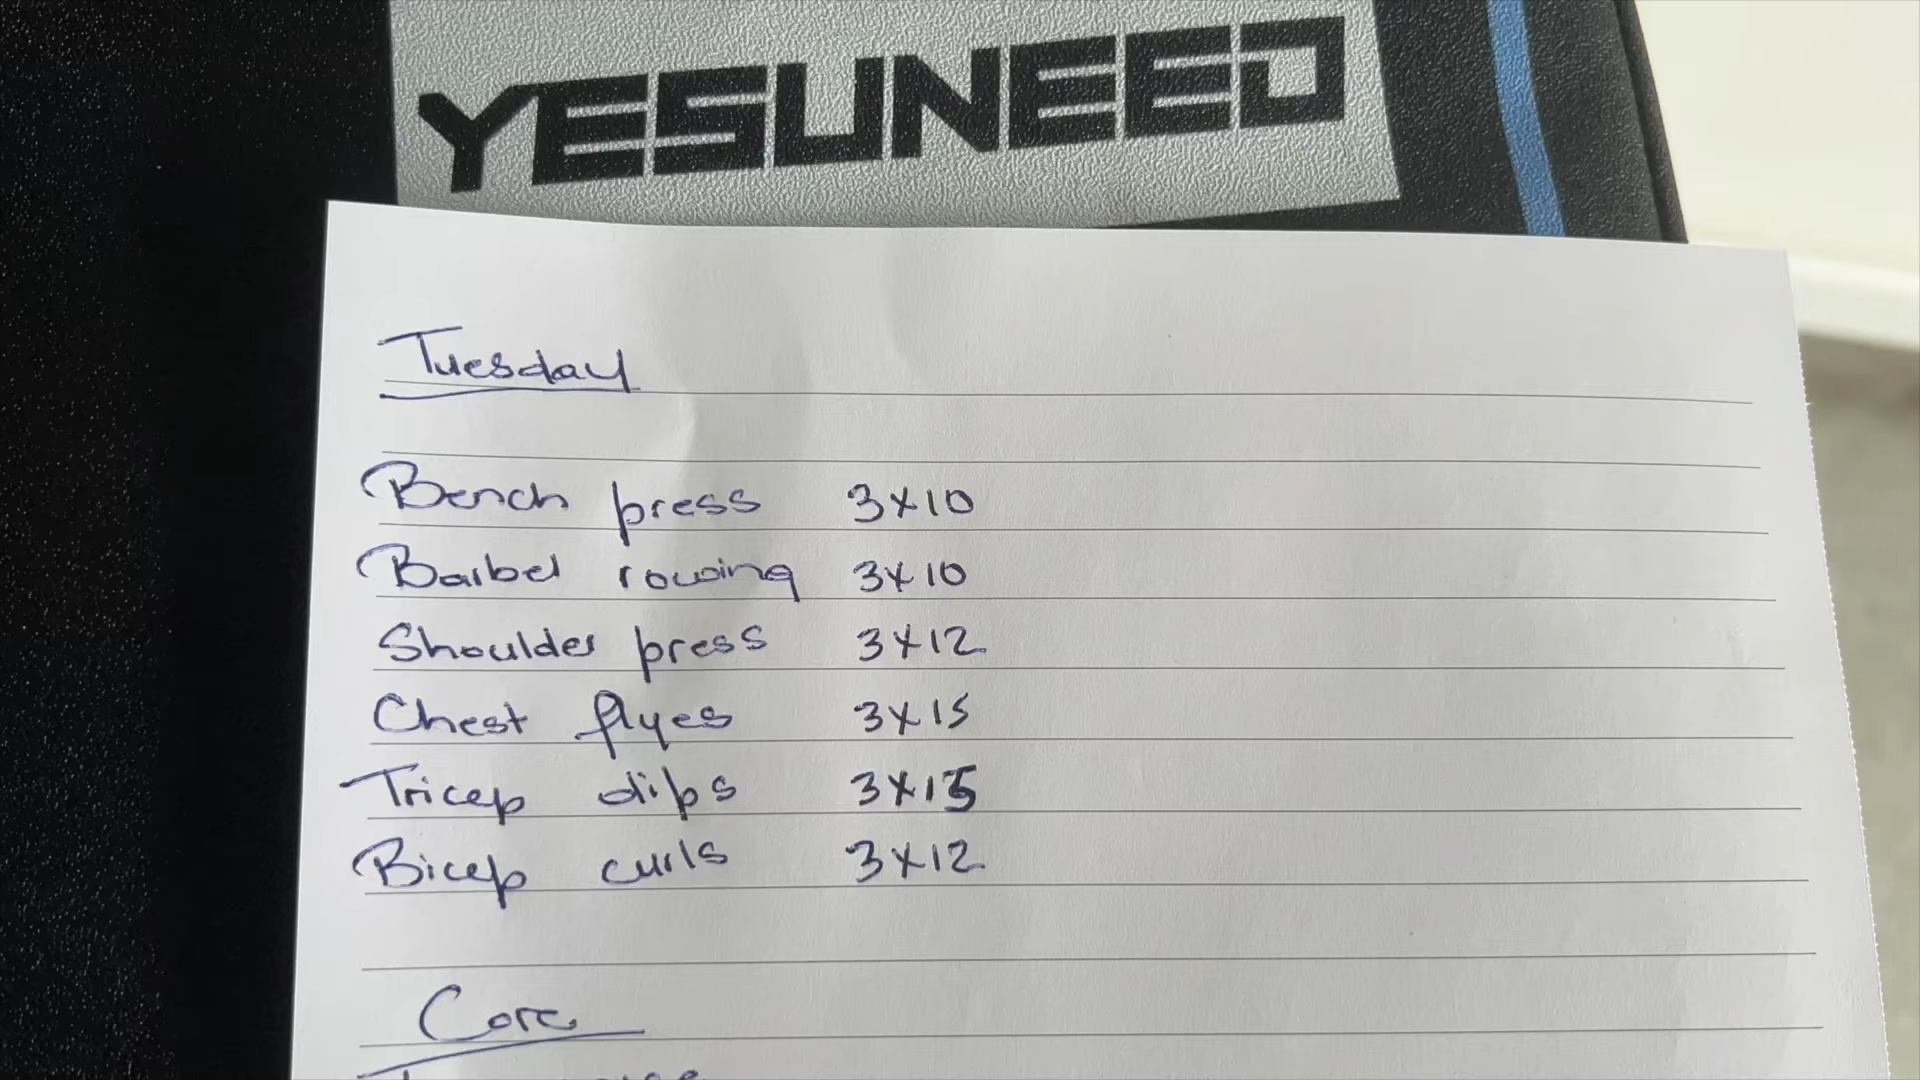 YESUNEED
Tuesday
Bench press 3x10
Barbel rowing 3x10
Shoulder press 3x12
Chest flyes 3x15
Tricep dips 3x15
Bicep curls 3x12
Core